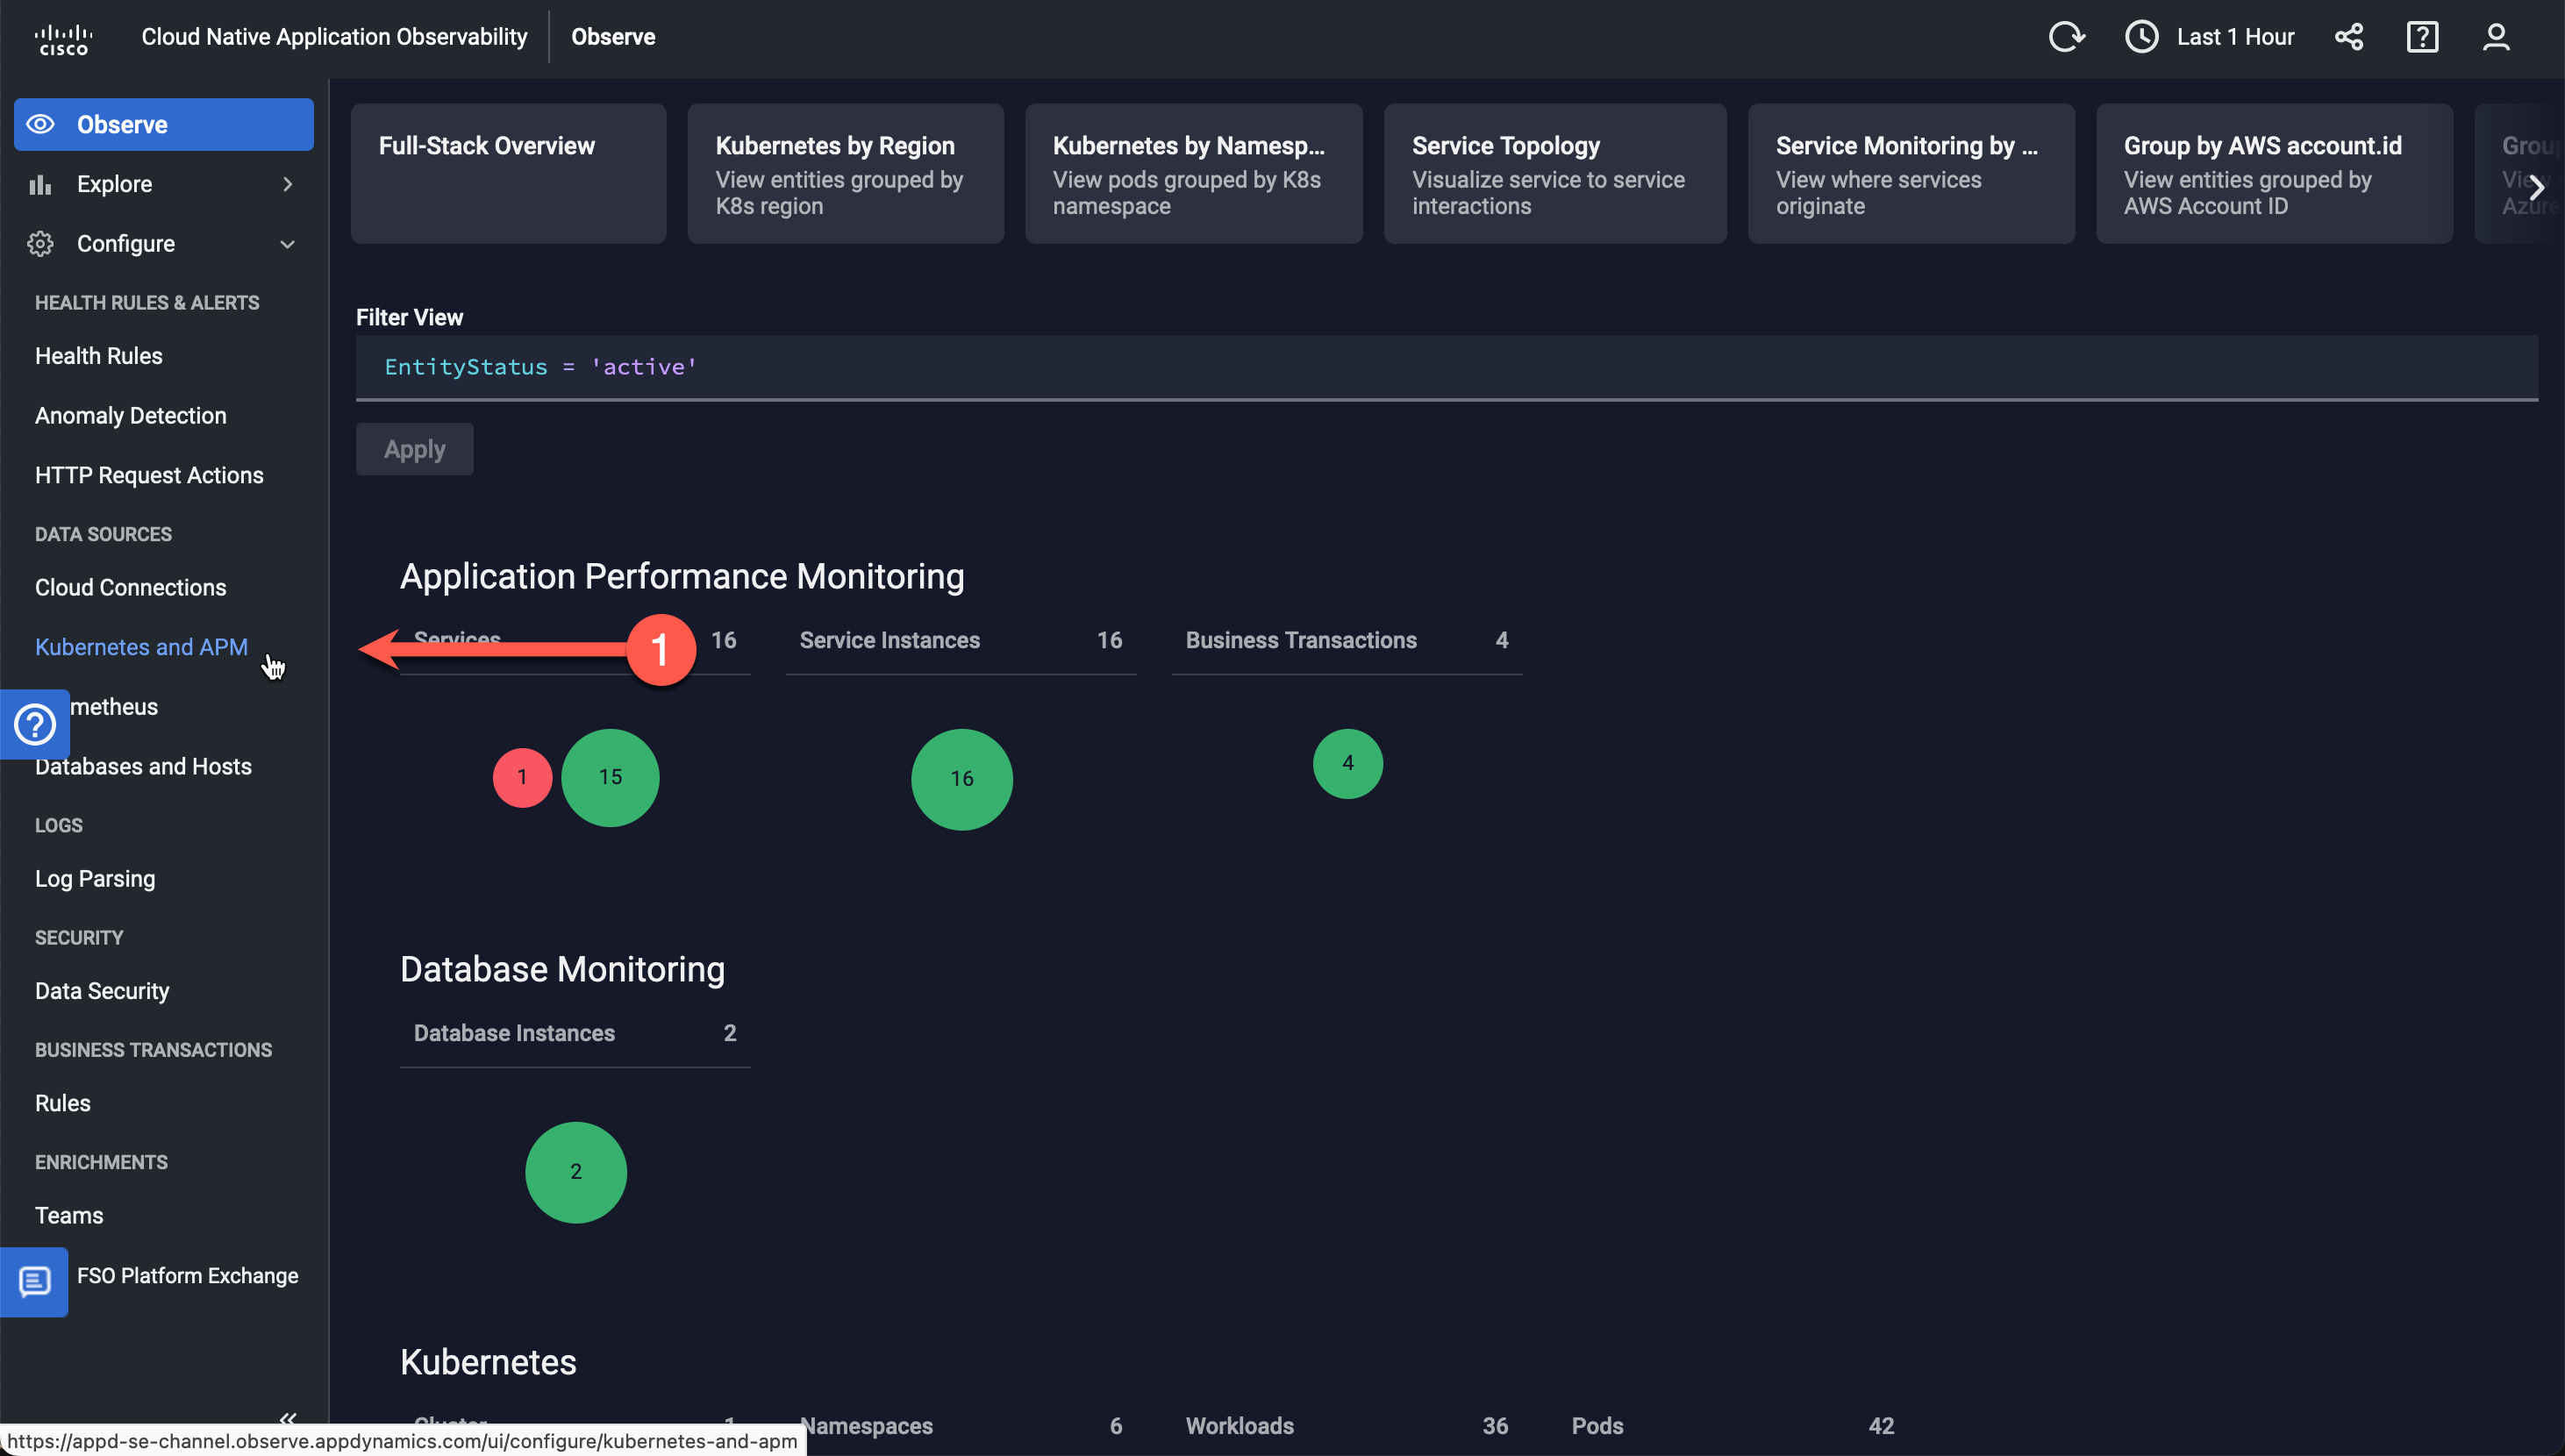 CISCO
Cloud Native Application Observability
Observe
Last 1 Hour
Observe
Explore
Configure
HEALTH RULES & ALERTS
Health Rules
Anomaly Detection
HTTP Request Actions
DATA SOURCES
Cloud Connections
Kubernetes and APM
metheus
Databases and Hosts
LOGS
Log Parsing
SECURITY
Data Security
BUSINESS TRANSACTIONS
Rules
ENRICHMENTS
Teams
FSO Platform Exchange
Full-Stack Overview
Kubernetes by Region
View entities grouped by
K8s region
Kubernetes by Namesp...
View pods grouped by K8s
namespace
Service Topology
Visualize service to service
interactions
Service Monitoring by ...
View where services
originate
Group by AWS account.id
View entities grouped by
AWS Account ID
Filter View
EntityStatus = 'active'
Apply
Application Performance Monitoring
Services 16
1
Service Instances 16
Business Transactions 4
1
15
16
4
Database Monitoring
Database Instances 2
2
Kubernetes
Cluster 1
Namespaces 6
Workloads 36
Pods 42
https://appd-se-channel.observe.appdynamics.com/ui/configure/kubernetes-and-apm